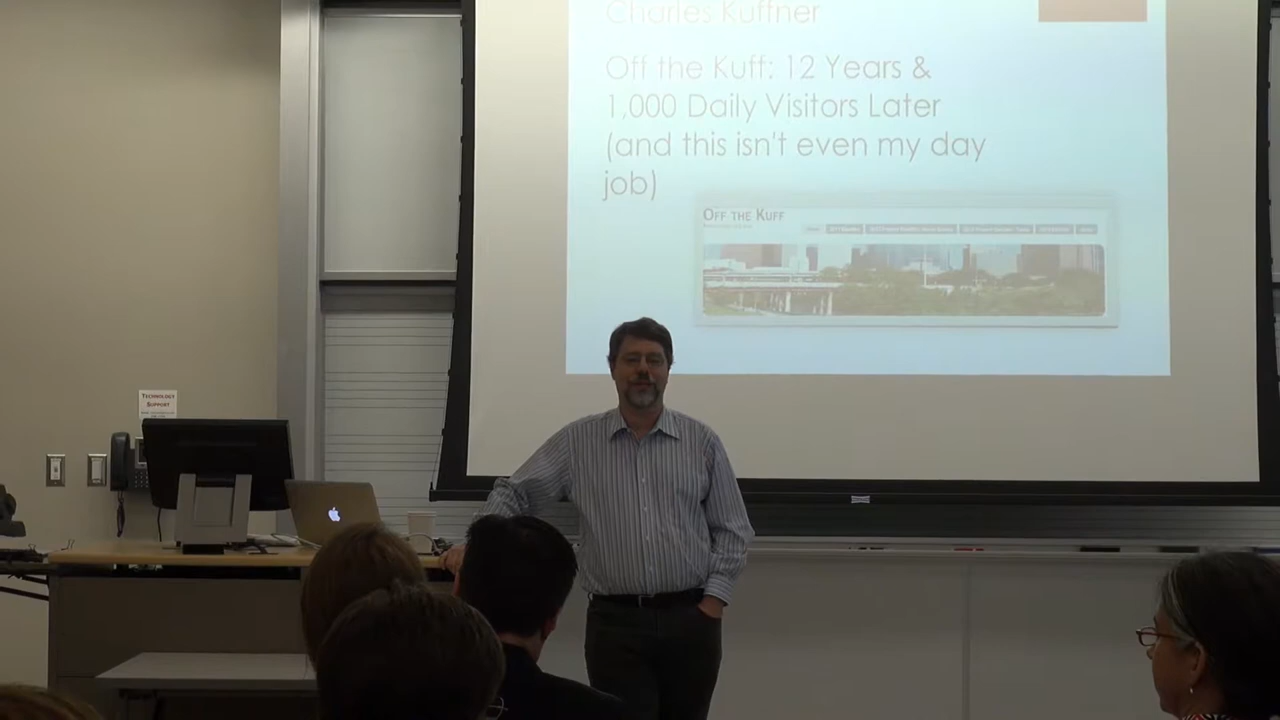 Charles Kuffner
Off the Kuff: 12 Years &
1,000 Daily Visitors Later
(and this isn't even my day
job)
OFF THE KUFF
TECHNOLOGY
SUPPORT